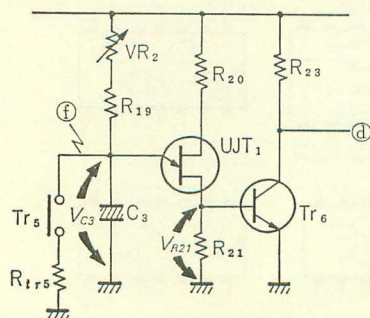 VR2
R20
R23
R19
ⓕ
UJT1
ⓓ
Tr5
VC3
C3
Tr6
VR21
R21
Rtr5